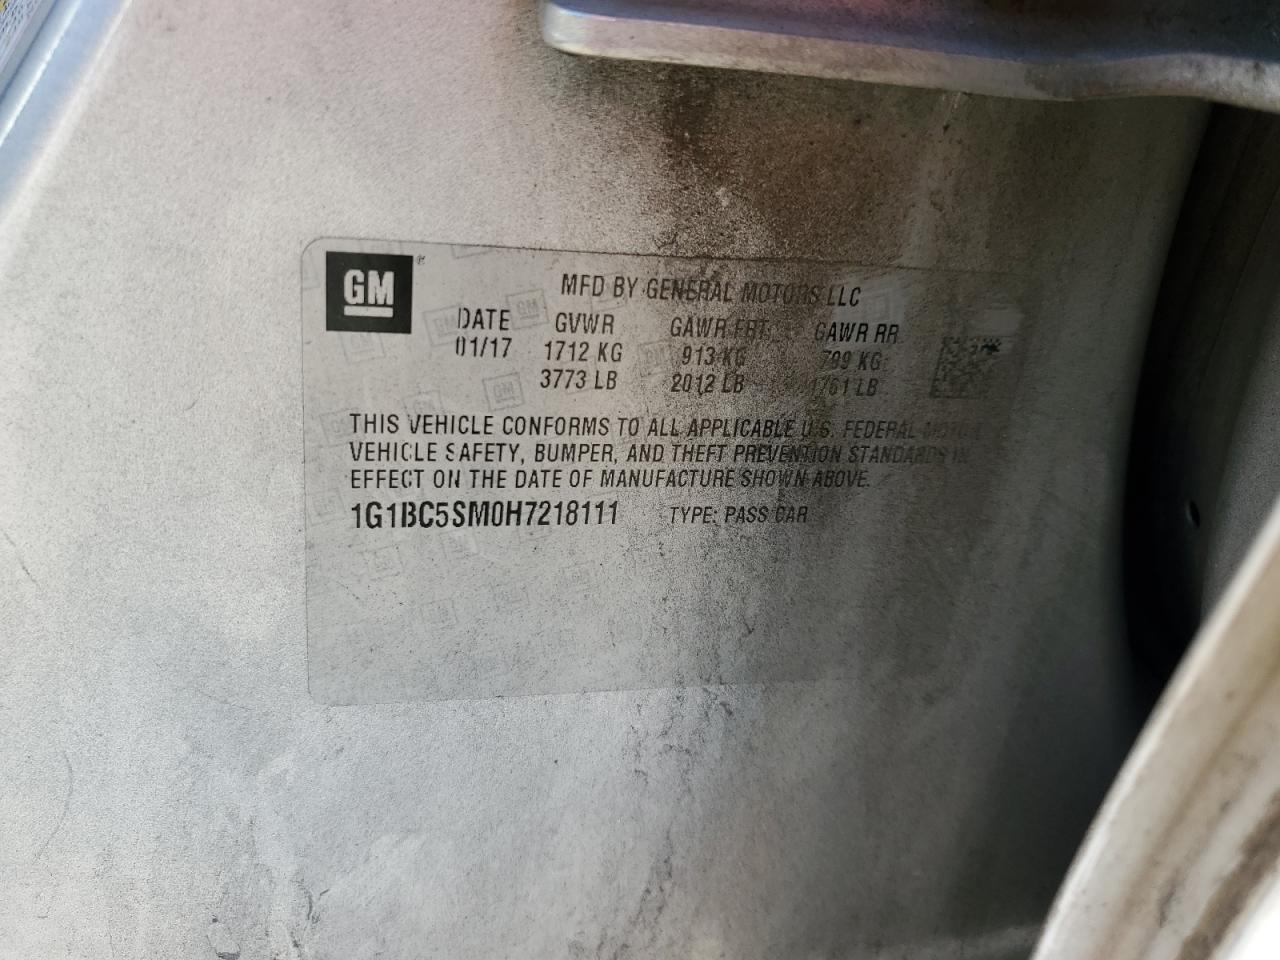 GM
MFD BY GENERAL MOTORS LLC
DATE GVWR GAWR FRT GAWR RR
01/17 1712 KG 913 KG 799 KG
3773 LB 2012 LB 1761 LB
THIS VEHICLE CONFORMS TO ALL APPLICABLE U.S. FEDERAL MOTOR
VEHICLE SAFETY, BUMPER, AND THEFT PREVENTION STANDARDS IN
EFFECT ON THE DATE OF MANUFACTURE SHOWN ABOVE.
1G1BC5SM0H7218111 TYPE: PASS CAR